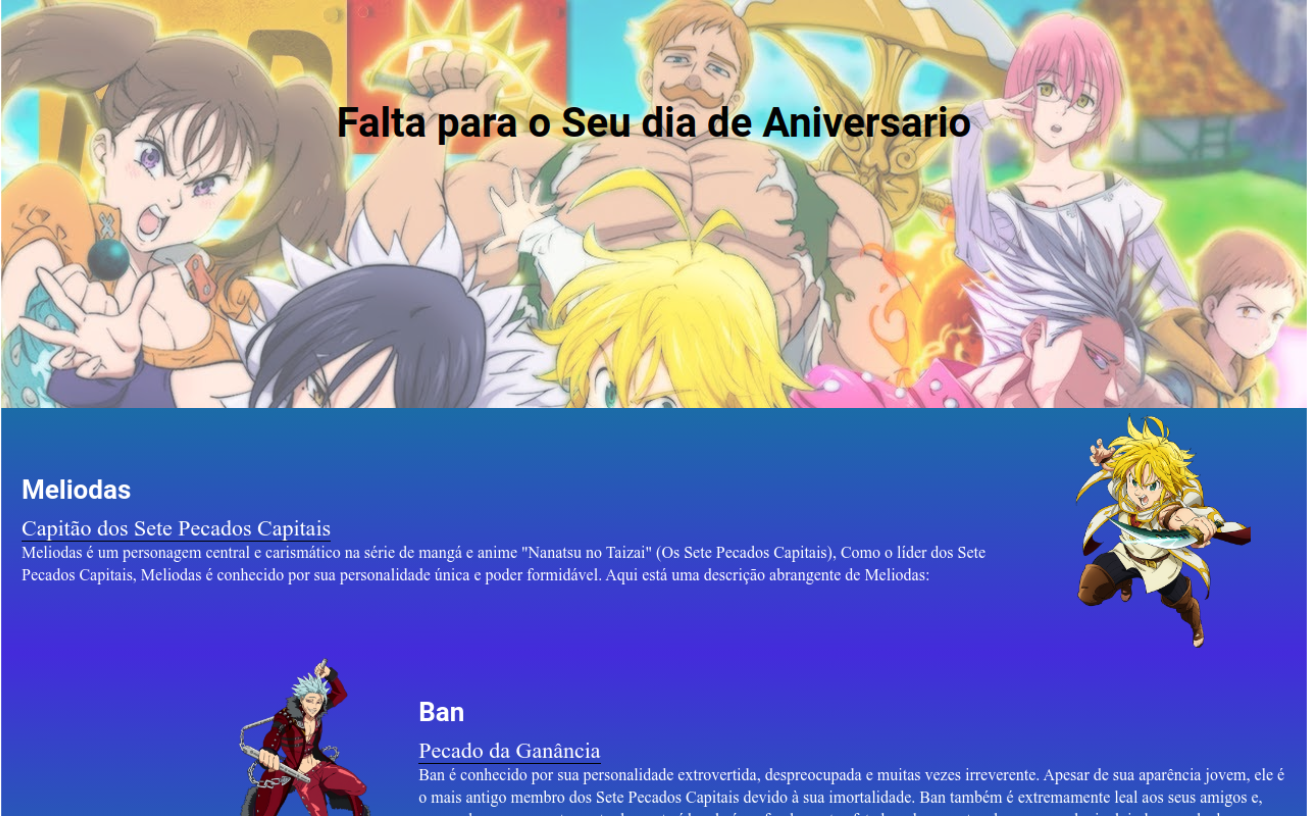 Falta para o Seu dia de Aniversario
Meliodas
Capitão dos Sete Pecados Capitais
Meliodas é um personagem central e carismático na série de mangá e anime "Nanatsu no Taizai" (Os Sete Pecados Capitais), Como o líder dos Sete
Pecados Capitais, Meliodas é conhecido por sua personalidade única e poder formidável. Aqui está uma descrição abrangente de Meliodas:
Ban
Pecado da Ganância
Ban é conhecido por sua personalidade extrovertida, despreocupada e muitas vezes irreverente. Apesar de sua aparência jovem, ele é
o mais antigo membro dos Sete Pecados Capitais devido à sua imortalidade. Ban também é extremamente leal aos seus amigos e,